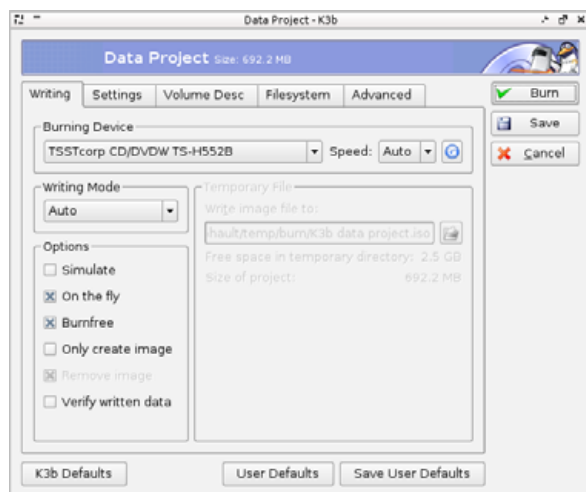 Data Project - K3b
Data Project Size: 692.2 MB
Writing Settings Volume Desc Filesystem Advanced
Burn
Save
Cancel
Burning Device
TSSTcorp CD/DVDW TS-H552B Speed: Auto
Writing Mode
Auto
Options
Simulate
On the fly
Burnfree
Only create image
Remove image
Verify written data
Temporary File
Write image file to:
hault/temp/burn/K3b data project.iso
Free space in temporary directory: 2.5 GB
Size of project: 692.2 MB
K3b Defaults User Defaults Save User Defaults